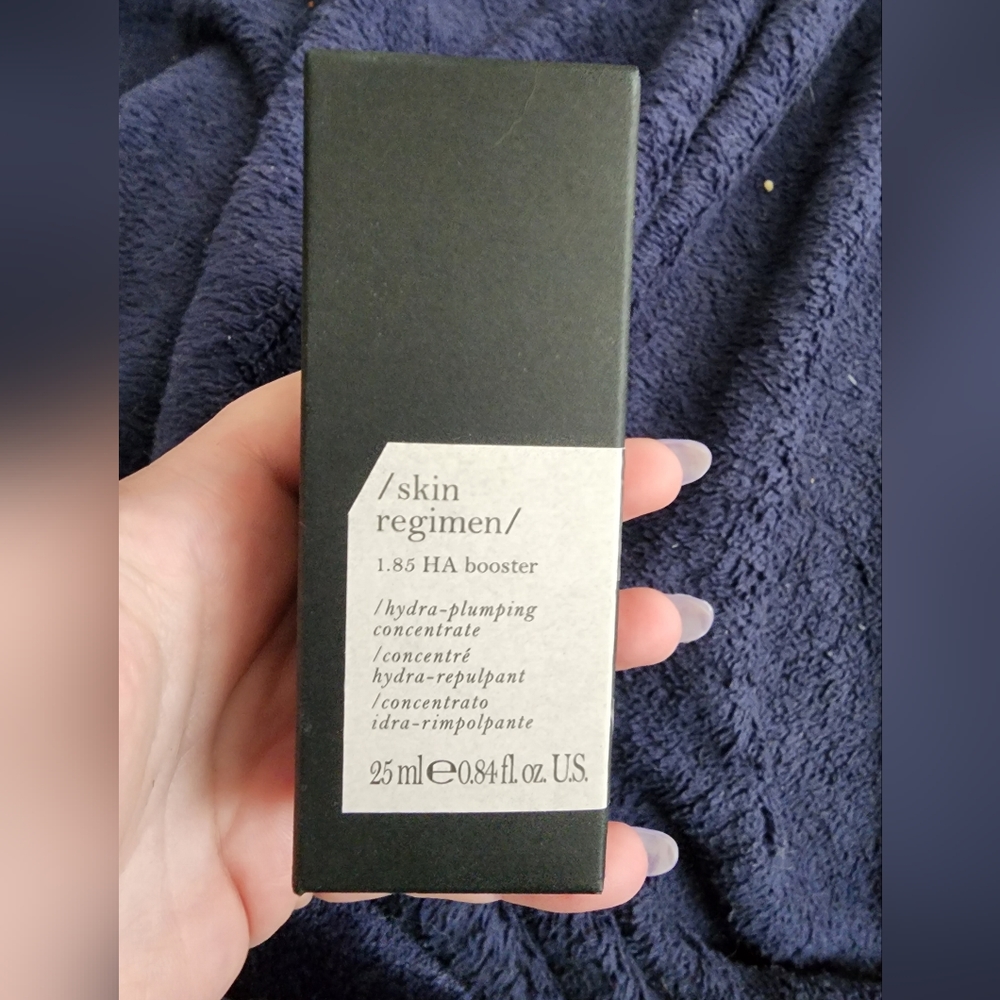 /skin
regimen/
1.85 HA booster
/hydra-plumping
concentrate
/concentré
hydra-repulpant
/concentrato
idra-rimpolpante
25 ml℮0.84 fl. oz. U.S.